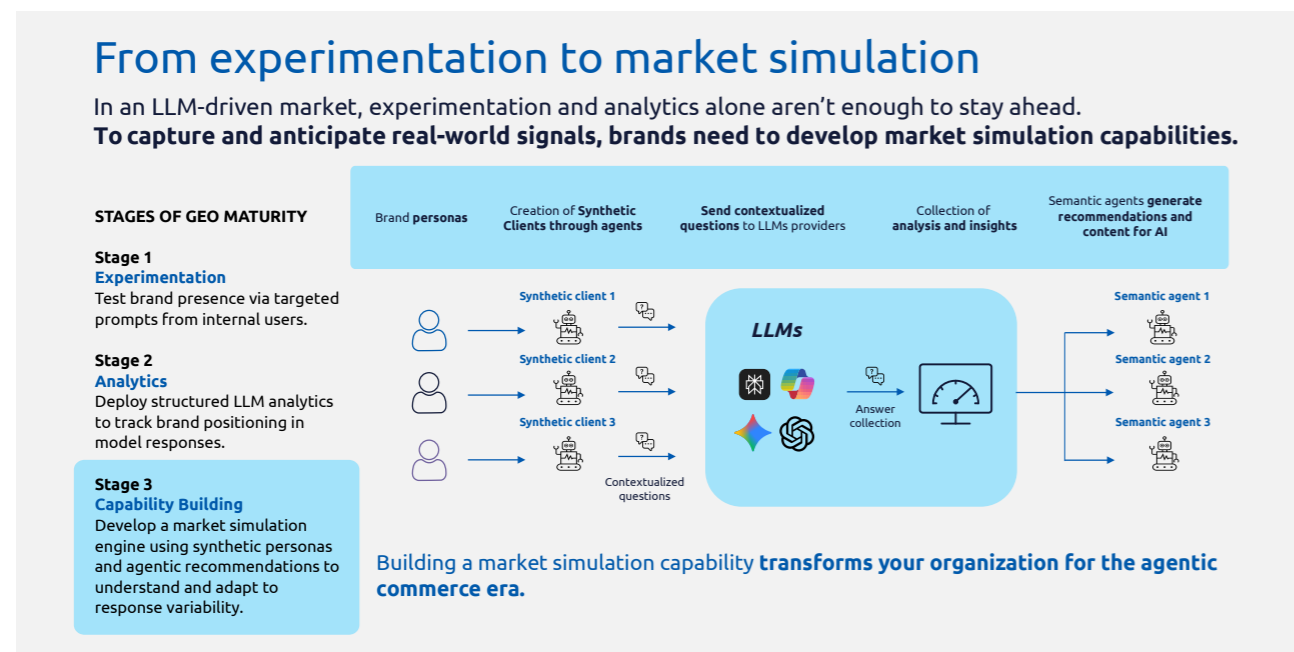 From experimentation to market simulation
In an LLM-driven market, experimentation and analytics alone aren’t enough to stay ahead.
To capture and anticipate real-world signals, brands need to develop market simulation capabilities.
STAGES OF GEO MATURITY
Stage 1
Experimentation
Test brand presence via targeted
prompts from internal users.
Stage 2
Analytics
Deploy structured LLM analytics
to track brand positioning in
model responses.
Stage 3
Capability Building
Develop a market simulation
engine using synthetic personas
and agentic recommendations to
understand and adapt to
response variability.
Brand personas
Creation of Synthetic
Clients through agents
Send contextualized
questions to LLMs providers
Collection of
analysis and insights
Semantic agents generate
recommendations and
content for AI
Synthetic client 1
Synthetic client 2
Synthetic client 3
Contextualized
questions
LLMs
Answer
collection
Semantic agent 1
Semantic agent 2
Semantic agent 3
Building a market simulation capability transforms your organization for the agentic
commerce era.